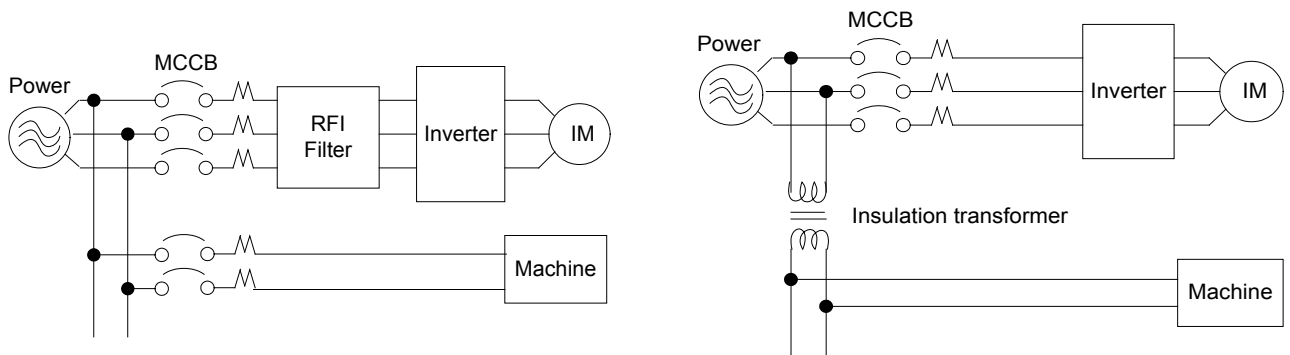 MCCB
Power
RFI
Filter
Inverter
IM
Machine
MCCB
Power
Inverter
IM
Insulation transformer
Machine